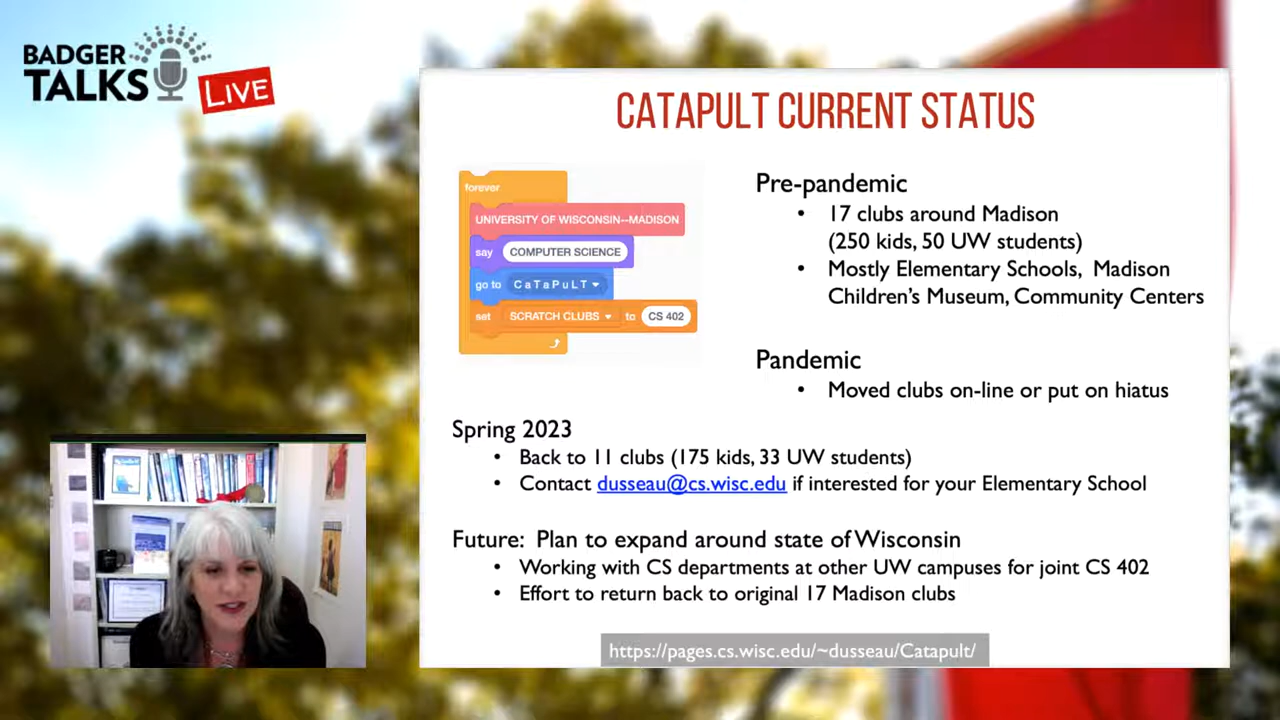 BADGER
TALKS
LIVE
CATAPULT CURRENT STATUS
forever
UNIVERSITY OF WISCONSIN--MADISON
say COMPUTER SCIENCE
go to CaTaPuLT
set SCRATCH CLUBS to CS 402
Pre-pandemic
• 17 clubs around Madison
(250 kids, 50 UW students)
• Mostly Elementary Schools, Madison
Children's Museum, Community Centers
Pandemic
• Moved clubs on-line or put on hiatus
Spring 2023
• Back to 11 clubs (175 kids, 33 UW students)
• Contact dusseau@cs.wisc.edu if interested for your Elementary School
Future: Plan to expand around state of Wisconsin
• Working with CS departments at other UW campuses for joint CS 402
• Effort to return back to original 17 Madison clubs
https://pages.cs.wisc.edu/~dusseau/Catapult/